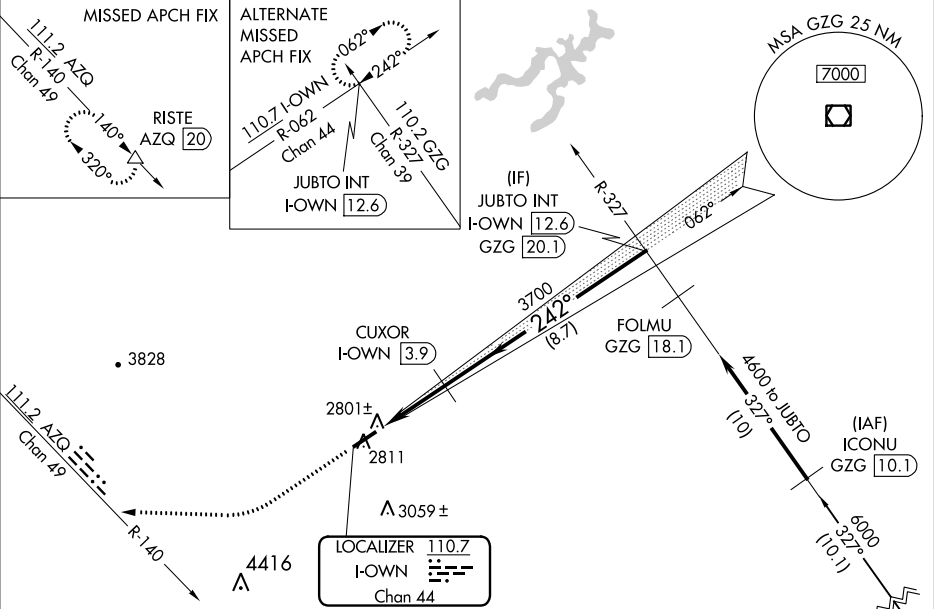 MISSED APCH FIX
111.2 AZQ
R-140
Chan 49
140°
320°
RISTE
AZQ 20
ALTERNATE
MISSED
APCH FIX
062°
242°
110.7 I-OWN
R-062
Chan 44
110.2 GZG
R-327
Chan 39
JUBTO INT
I-OWN 12.6
MSA GZG 25 NM
7000
(IF)
JUBTO INT
I-OWN 12.6
GZG 20.1
R-327
062°
3700
242°
(8.7)
FOLMU
GZG 18.1
CUXOR
I-OWN 3.9
3828
4600 to JUBTO
327°
(10)
(IAF)
ICONU
GZG 10.1
6000
327°
(10.1)
2801±
2811
111.2 AZQ
Chan 49
R-140
3059 ±
4416
LOCALIZER 110.7
I-OWN
Chan 44